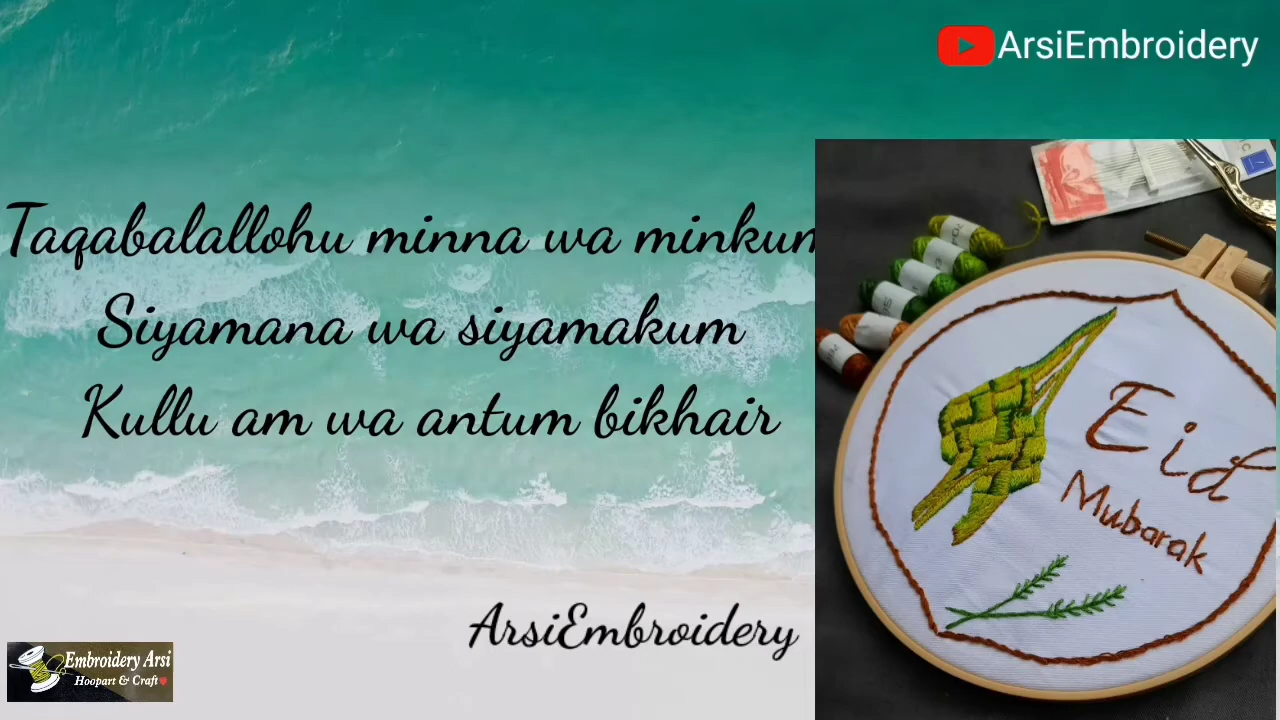 ArsiEmbroidery
Taqabalallohu minna wa minkum
Siyamana wa siyamakum
Kullu am wa antum bikhair
Eid
Mubarak
ArsiEmbroidery
Embroidery Arsi
Hoopart & Craft